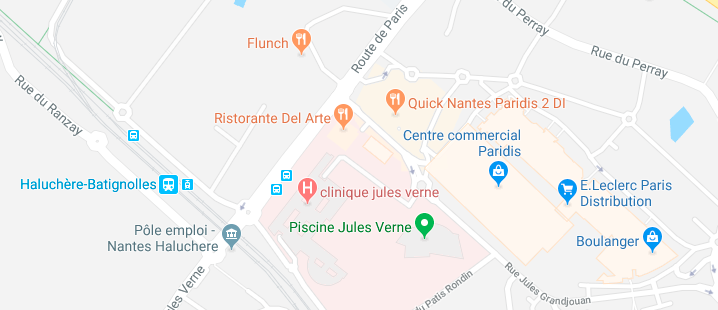 Flunch
Route de Paris
Rue du Perray
Rue du Perray
Rue du Ranzay
Ristorante Del Arte
Quick Nantes Paridis 2 DI
Centre commercial
Paridis
Haluchère-Batignolles
H
clinique jules verne
E.Leclerc Paris
Distribution
Piscine Jules Verne
Pôle emploi -
Nantes Haluchere
Boulanger
Rue Jules Grandjouan
du Patis Rondin
Jules Verne